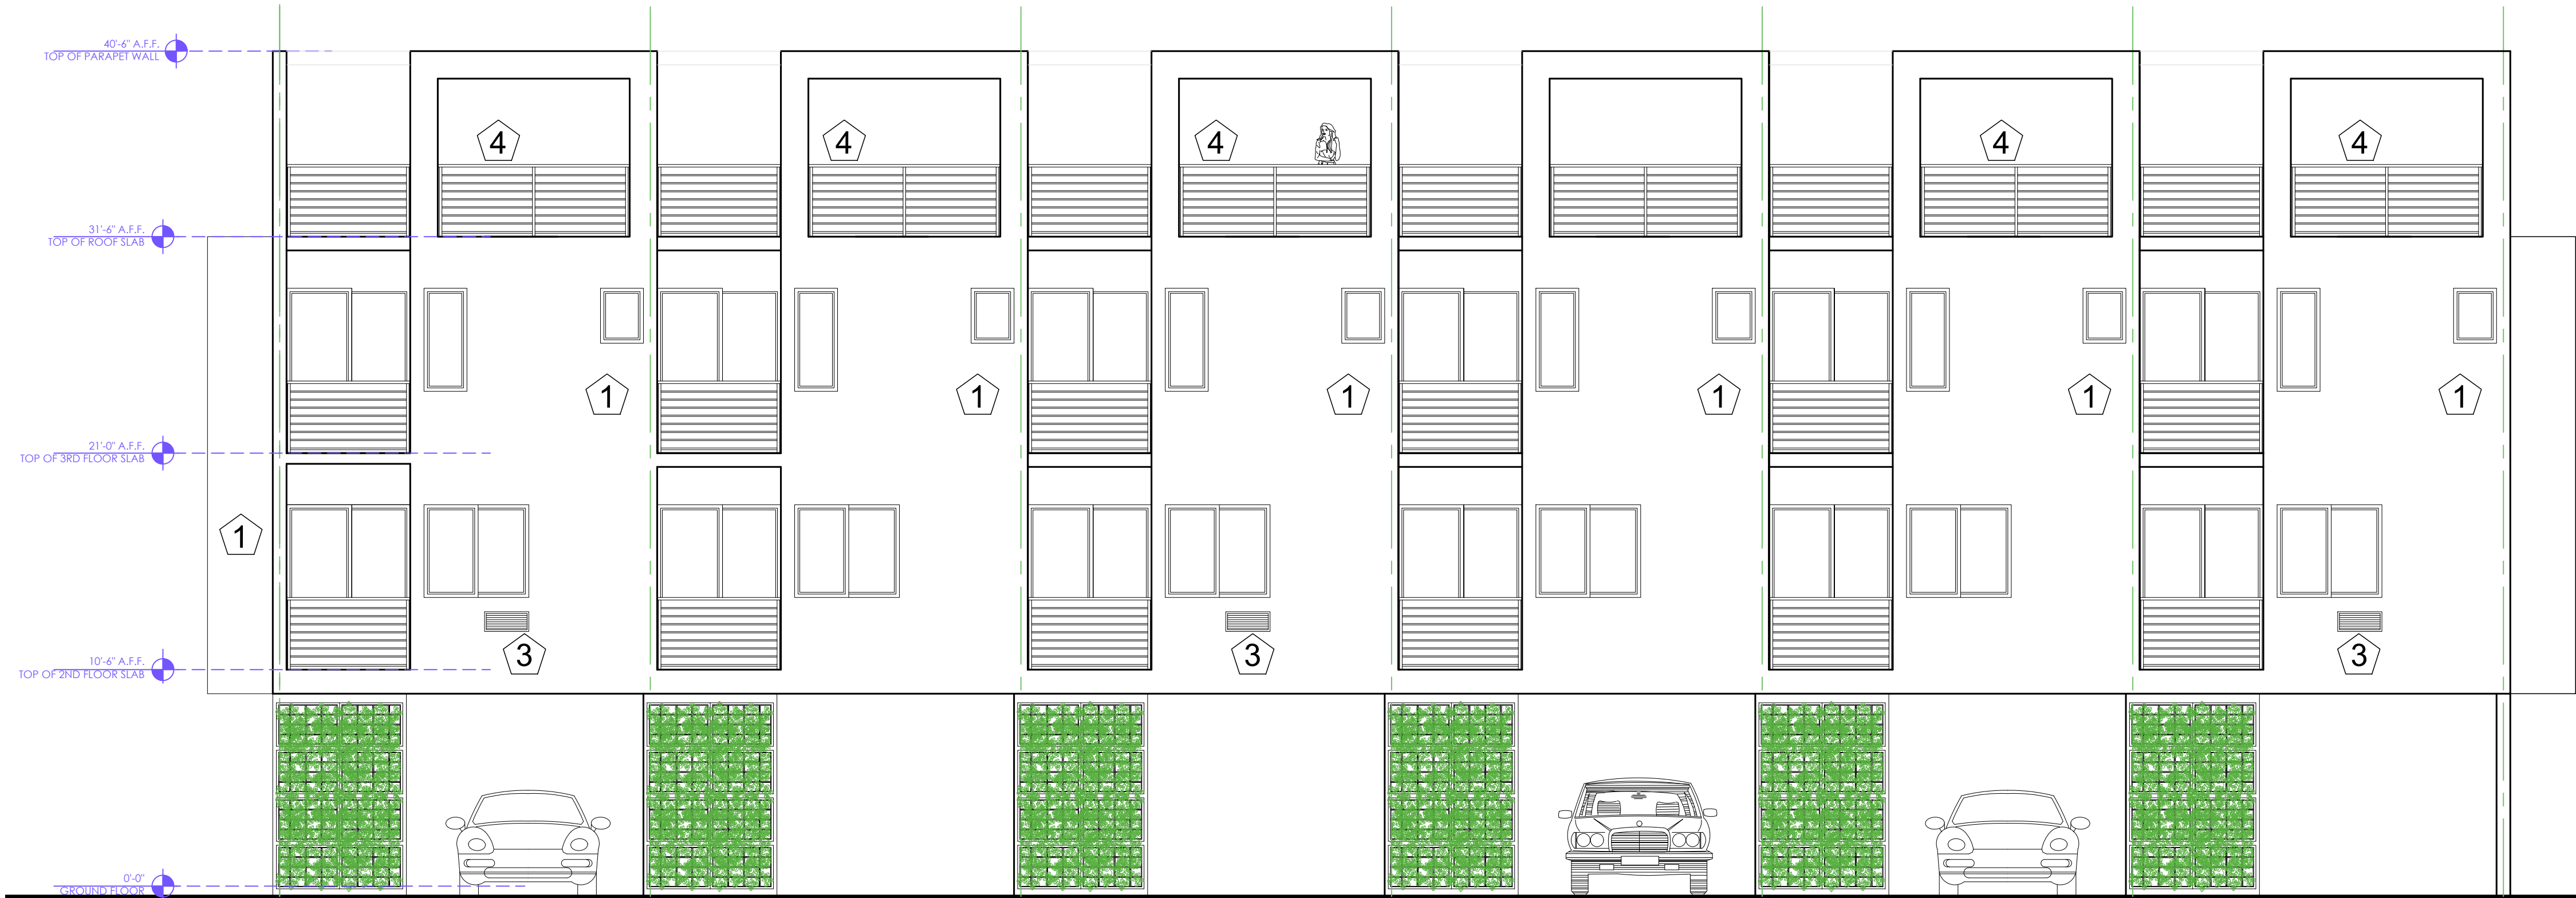 40'-6" A.F.F.
TOP OF PARAPET WALL
4
4
4
4
4
31'-6" A.F.F.
TOP OF ROOF SLAB
1
1
1
1
1
1
21'-0" A.F.F.
TOP OF 3RD FLOOR SLAB
1
3
3
3
10'-6" A.F.F.
TOP OF 2ND FLOOR SLAB
0'-0"
GROUND FLOOR